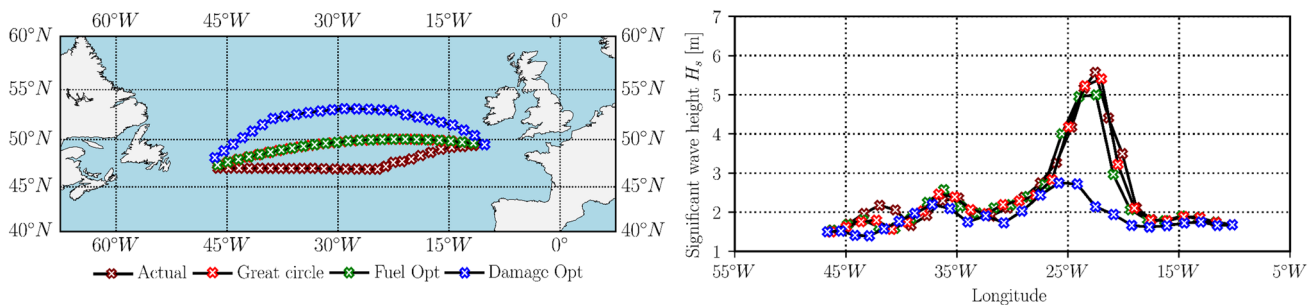 60°W 45°W 30°W 15°W 0°
60°N 60°N
55°N 55°N
50°N 50°N
45°N 45°N
40°N 40°N
60°W 45°W 30°W 15°W 0°
Actual Great circle Fuel Opt Damage Opt
Significant wave height Hs [m]
7
6
5
4
3
2
1
55°W 45°W 35°W 25°W 15°W 5°W
Longitude